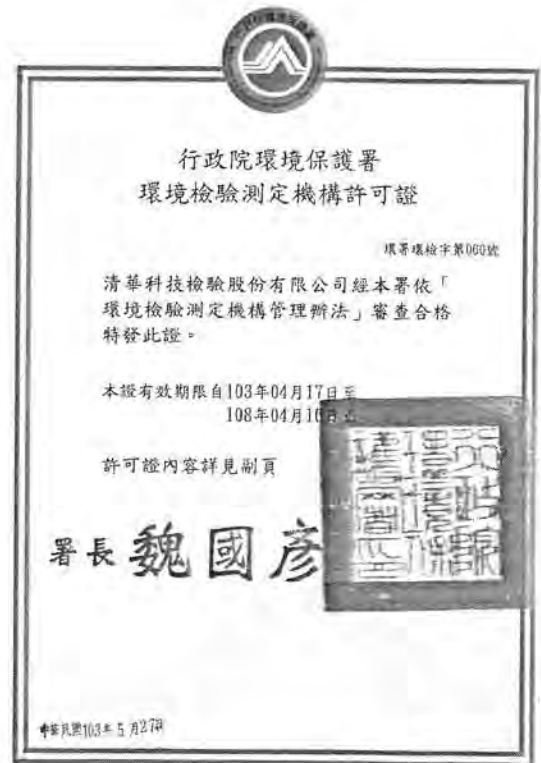 行政院環境保護署
環境檢驗測定機構許可證
環署環檢字第060號
清華科技檢驗股份有限公司經本署依「
環境檢驗測定機構管理辦法」審查合格
特發此證。
本證有效期限自103年04月17日至
108年04月16日止
許可證內容詳見副頁
署長 魏國彥
中華民國103年5月27日